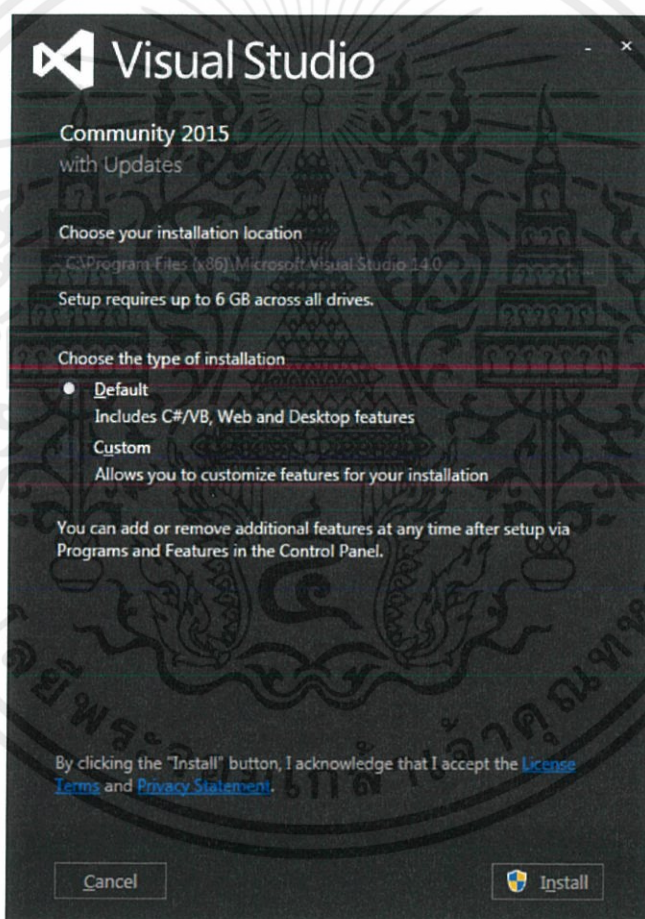 Visual Studio
Community 2015
with Updates
Choose your installation location
C:\Program Files (x86)\Microsoft Visual Studio 14.0 ...
Setup requires up to 6 GB across all drives.
Choose the type of installation
Default
Includes C#/VB, Web and Desktop features
Custom
Allows you to customize features for your installation
You can add or remove additional features at any time after setup via
Programs and Features in the Control Panel.
By clicking the "Install" button, I acknowledge that I accept the License
Terms and Privacy Statement.
Cancel
Install